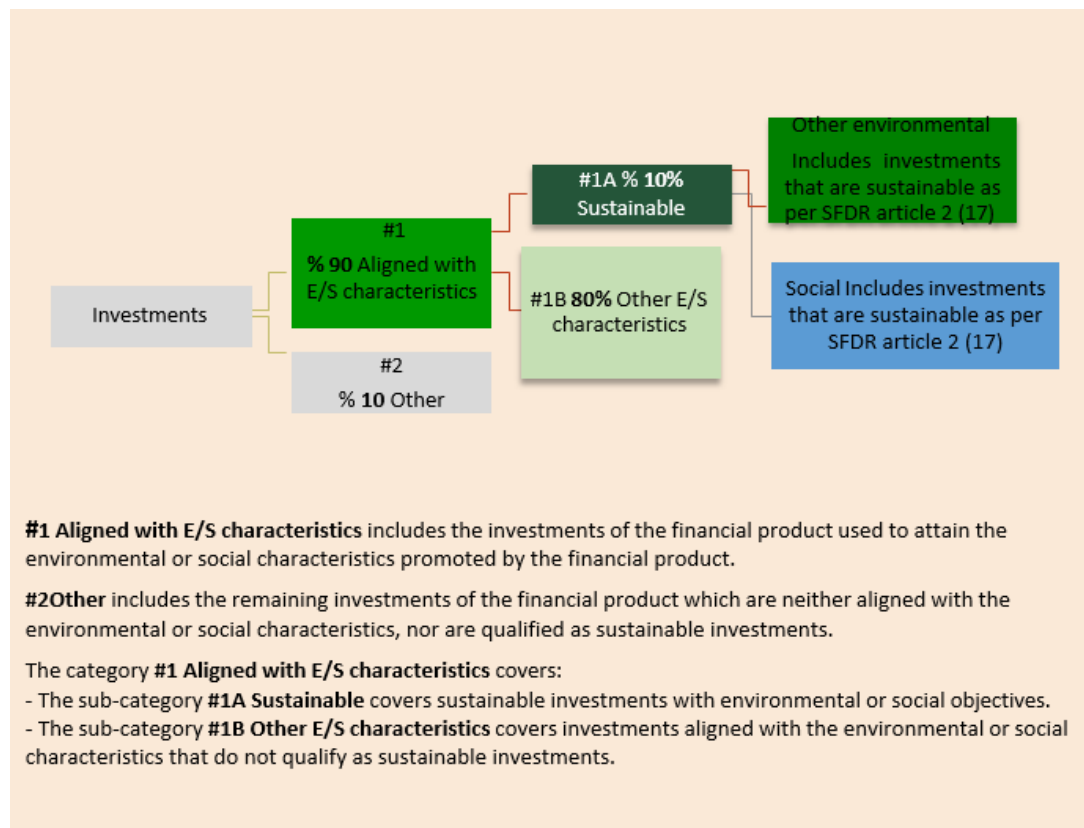 Investments
#1
% 90 Aligned with
E/S characteristics
#2
% 10 Other
#1A % 10%
Sustainable
#1B 80% Other E/S
characteristics
Other environmental
Includes investments
that are sustainable as
per SFDR article 2 (17)
Social Includes investments
that are sustainable as per
SFDR article 2 (17)
#1 Aligned with E/S characteristics includes the investments of the financial product used to attain the
environmental or social characteristics promoted by the financial product.
#2Other includes the remaining investments of the financial product which are neither aligned with the
environmental or social characteristics, nor are qualified as sustainable investments.
The category #1 Aligned with E/S characteristics covers:
- The sub-category #1A Sustainable covers sustainable investments with environmental or social objectives.
- The sub-category #1B Other E/S characteristics covers investments aligned with the environmental or social
characteristics that do not qualify as sustainable investments.